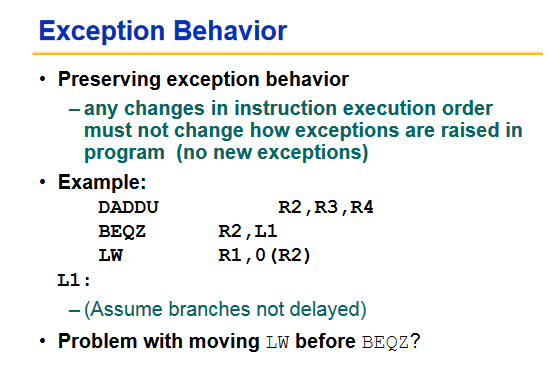 Exception Behavior
• Preserving exception behavior
– any changes in instruction execution order
must not change how exceptions are raised in
program (no new exceptions)
• Example:
DADDU R2,R3,R4
BEQZ R2,L1
LW R1,0(R2)
L1:
– (Assume branches not delayed)
• Problem with moving LW before BEQZ?